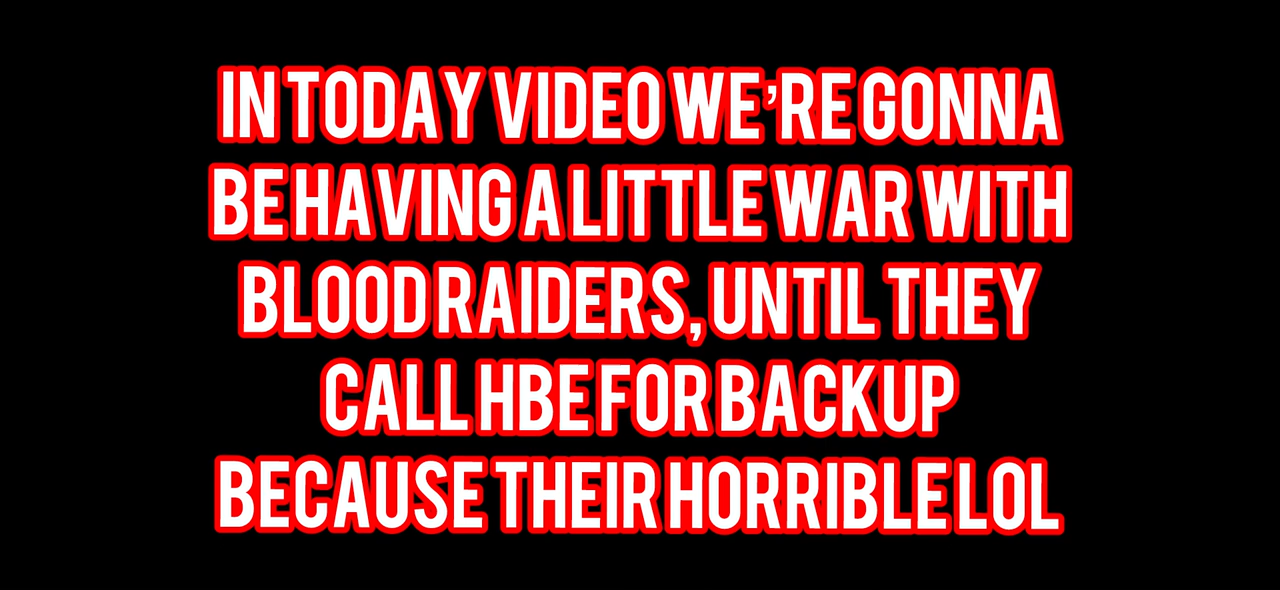 IN TODAY VIDEO WE'RE GONNA
BE HAVING A LITTLE WAR WITH
BLOOD RAIDERS, UNTIL THEY
CALL HBE FOR BACKUP
BECAUSE THEIR HORRIBLE LOL